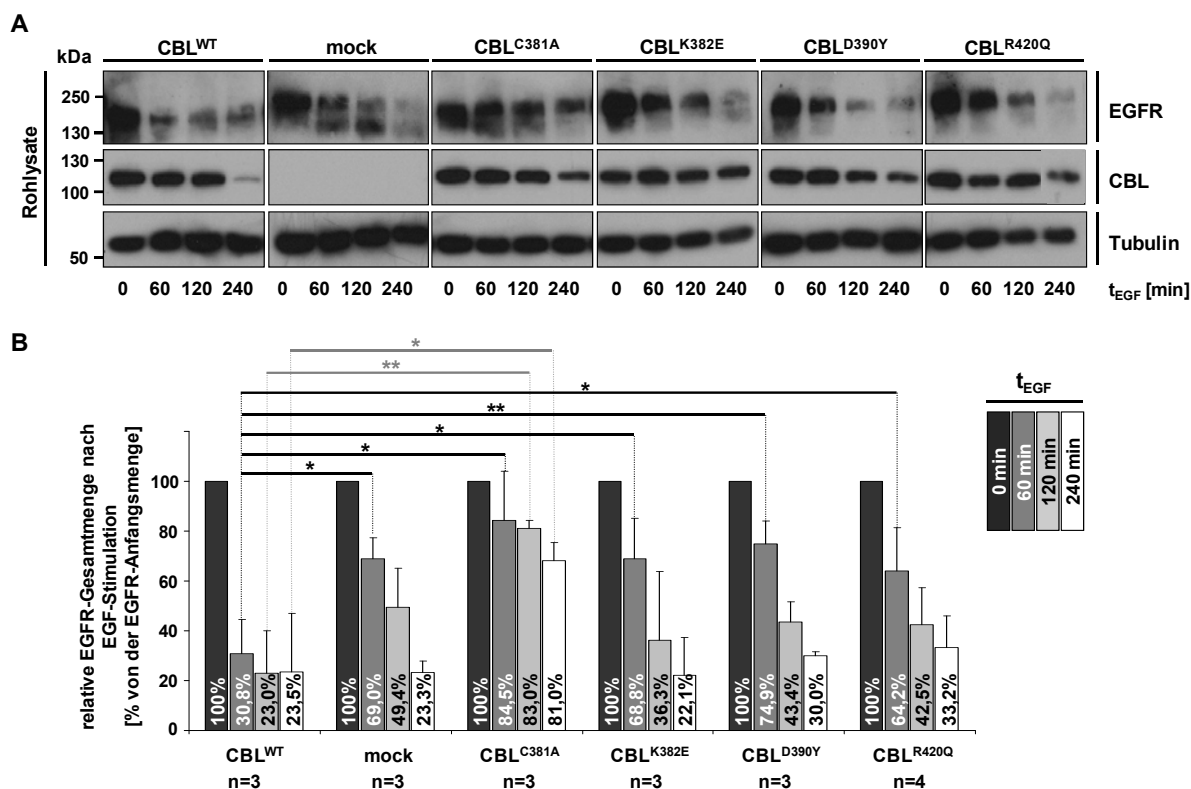 A
CBLWT mock CBLC381A CBLK382E CBLD390Y CBLR420Q
kDa
Rohlysate
250
130
EGFR
130
100
CBL
50
Tubulin
0 60 120 240 0 60 120 240 0 60 120 240 0 60 120 240 0 60 120 240 0 60 120 240 tEGF [min]
B
*
**
*
**
*
*
*
tEGF
0 min
60 min
120 min
240 min
relative EGFR-Gesamtmenge nach
EGF-Stimulation
[% von der EGFR-Anfangsmenge]
100
80
60
40
20
0
100% 30,8% 23,0% 23,5%
100% 69,0% 49,4% 23,3%
100% 84,5% 83,0% 81,0%
100% 68,8% 36,3% 22,1%
100% 74,9% 43,4% 30,0%
100% 64,2% 42,5% 33,2%
CBLWT mock CBLC381A CBLK382E CBLD390Y CBLR420Q
n=3 n=3 n=3 n=3 n=3 n=4